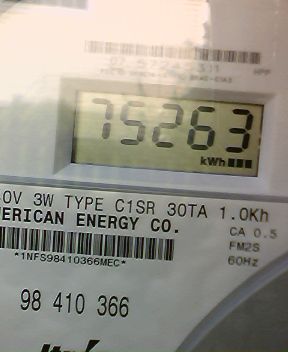 75263
kWh
0V 3W TYPE C1SR 30TA 1.0Kh
ERICAN ENERGY CO.
CA 0.5
FM2S
*1NFS98410366MEC*
60Hz
98 410 366